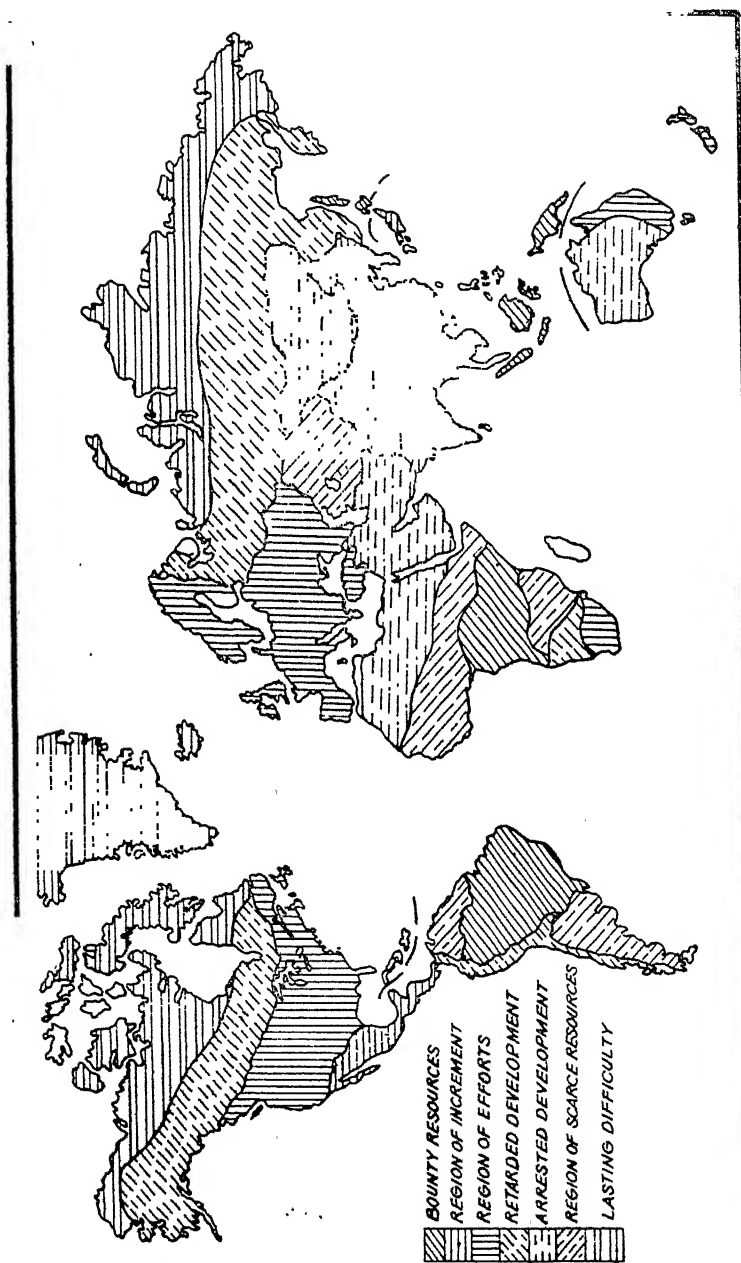 BOUNTY RESOURCES
REGION OF INCREMENT
REGION OF EFFORTS
RETARDED DEVELOPMENT
ARRESTED DEVELOPMENT
REGION OF SCARCE RESOURCES
LASTING DIFFICULTY